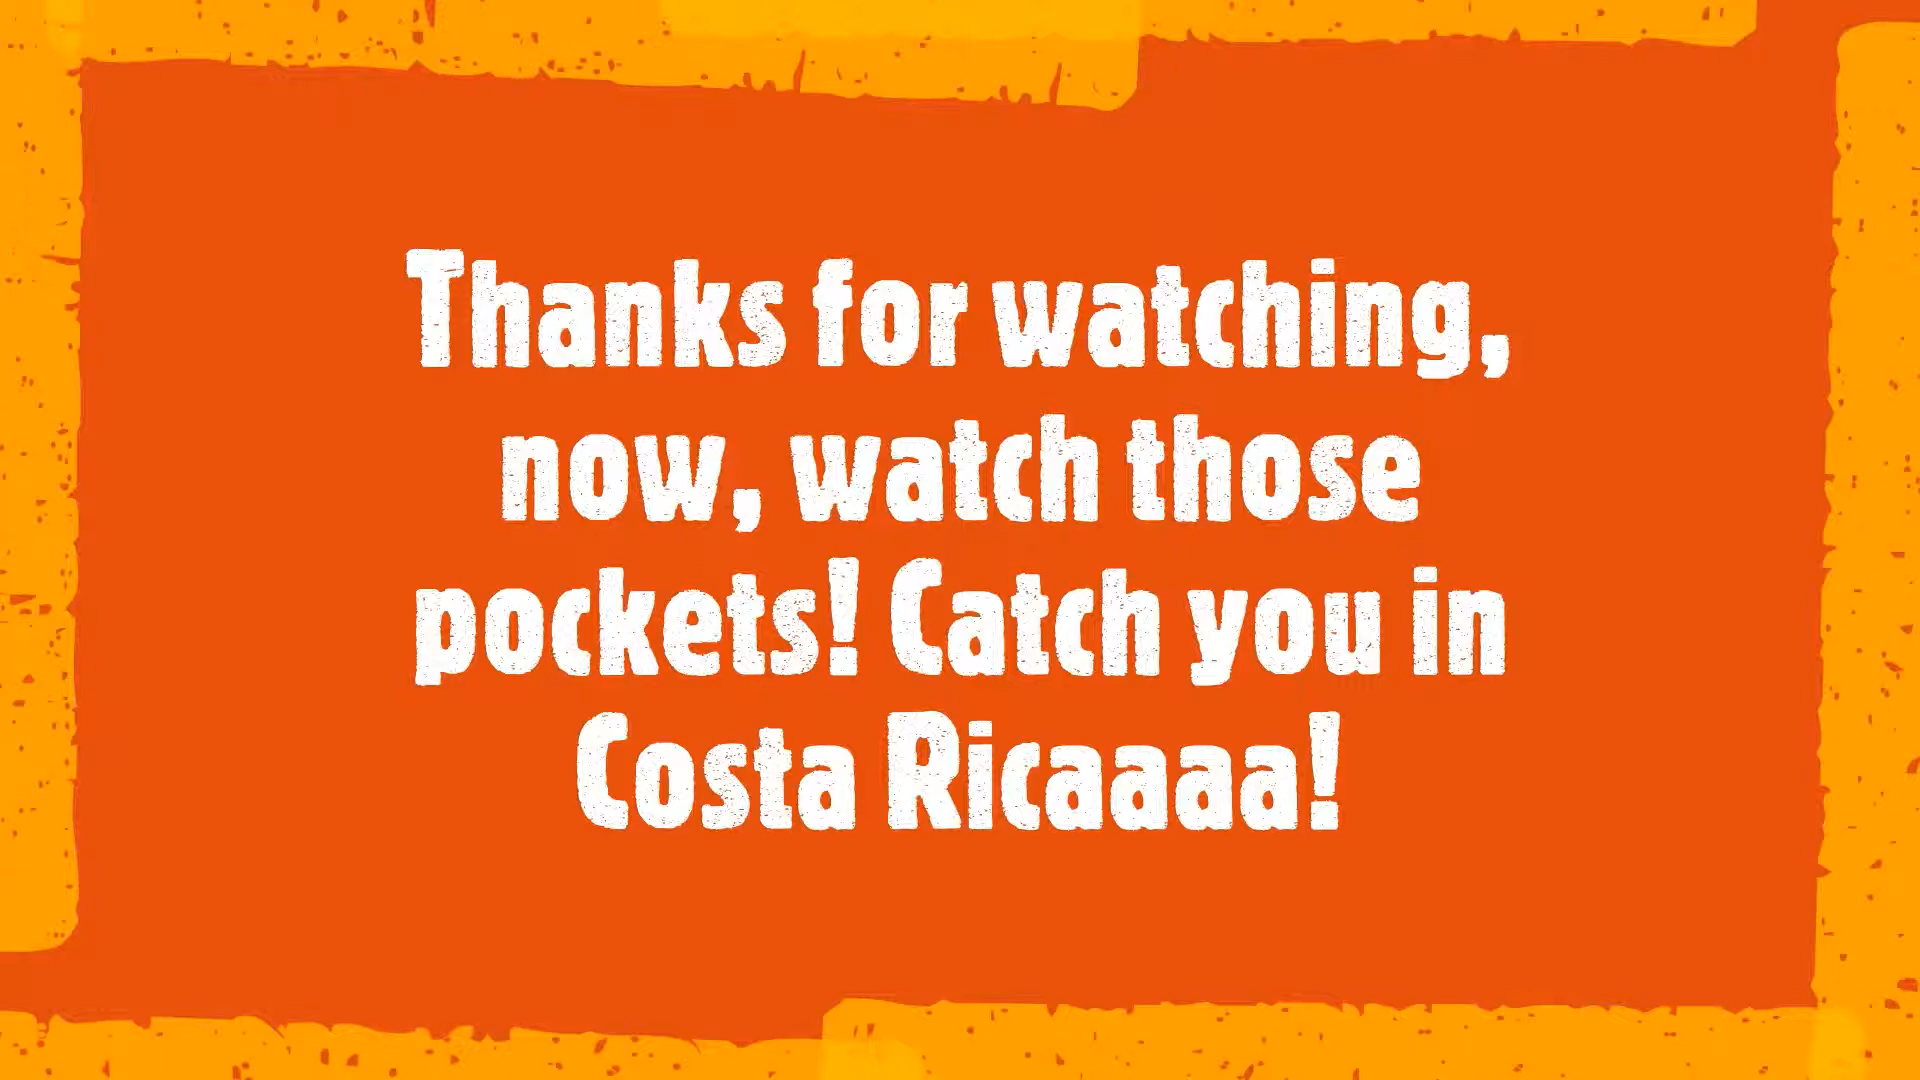 Thanks for watching,
now, watch those
pockets! Catch you in
Costa Ricaaaa!